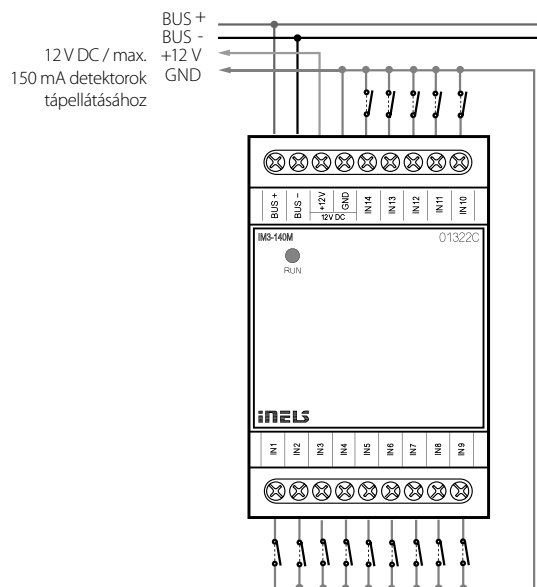 BUS +
BUS -
12 V DC / max. +12 V
150 mA detektorok GND
tápellátásához
BUS + BUS - +12V GND IN14 IN13 IN12 IN11 IN10
12V DC
IM3-140M 01322C
RUN
iNELS
IN1 IN2 IN3 IN4 IN5 IN6 IN7 IN8 IN9